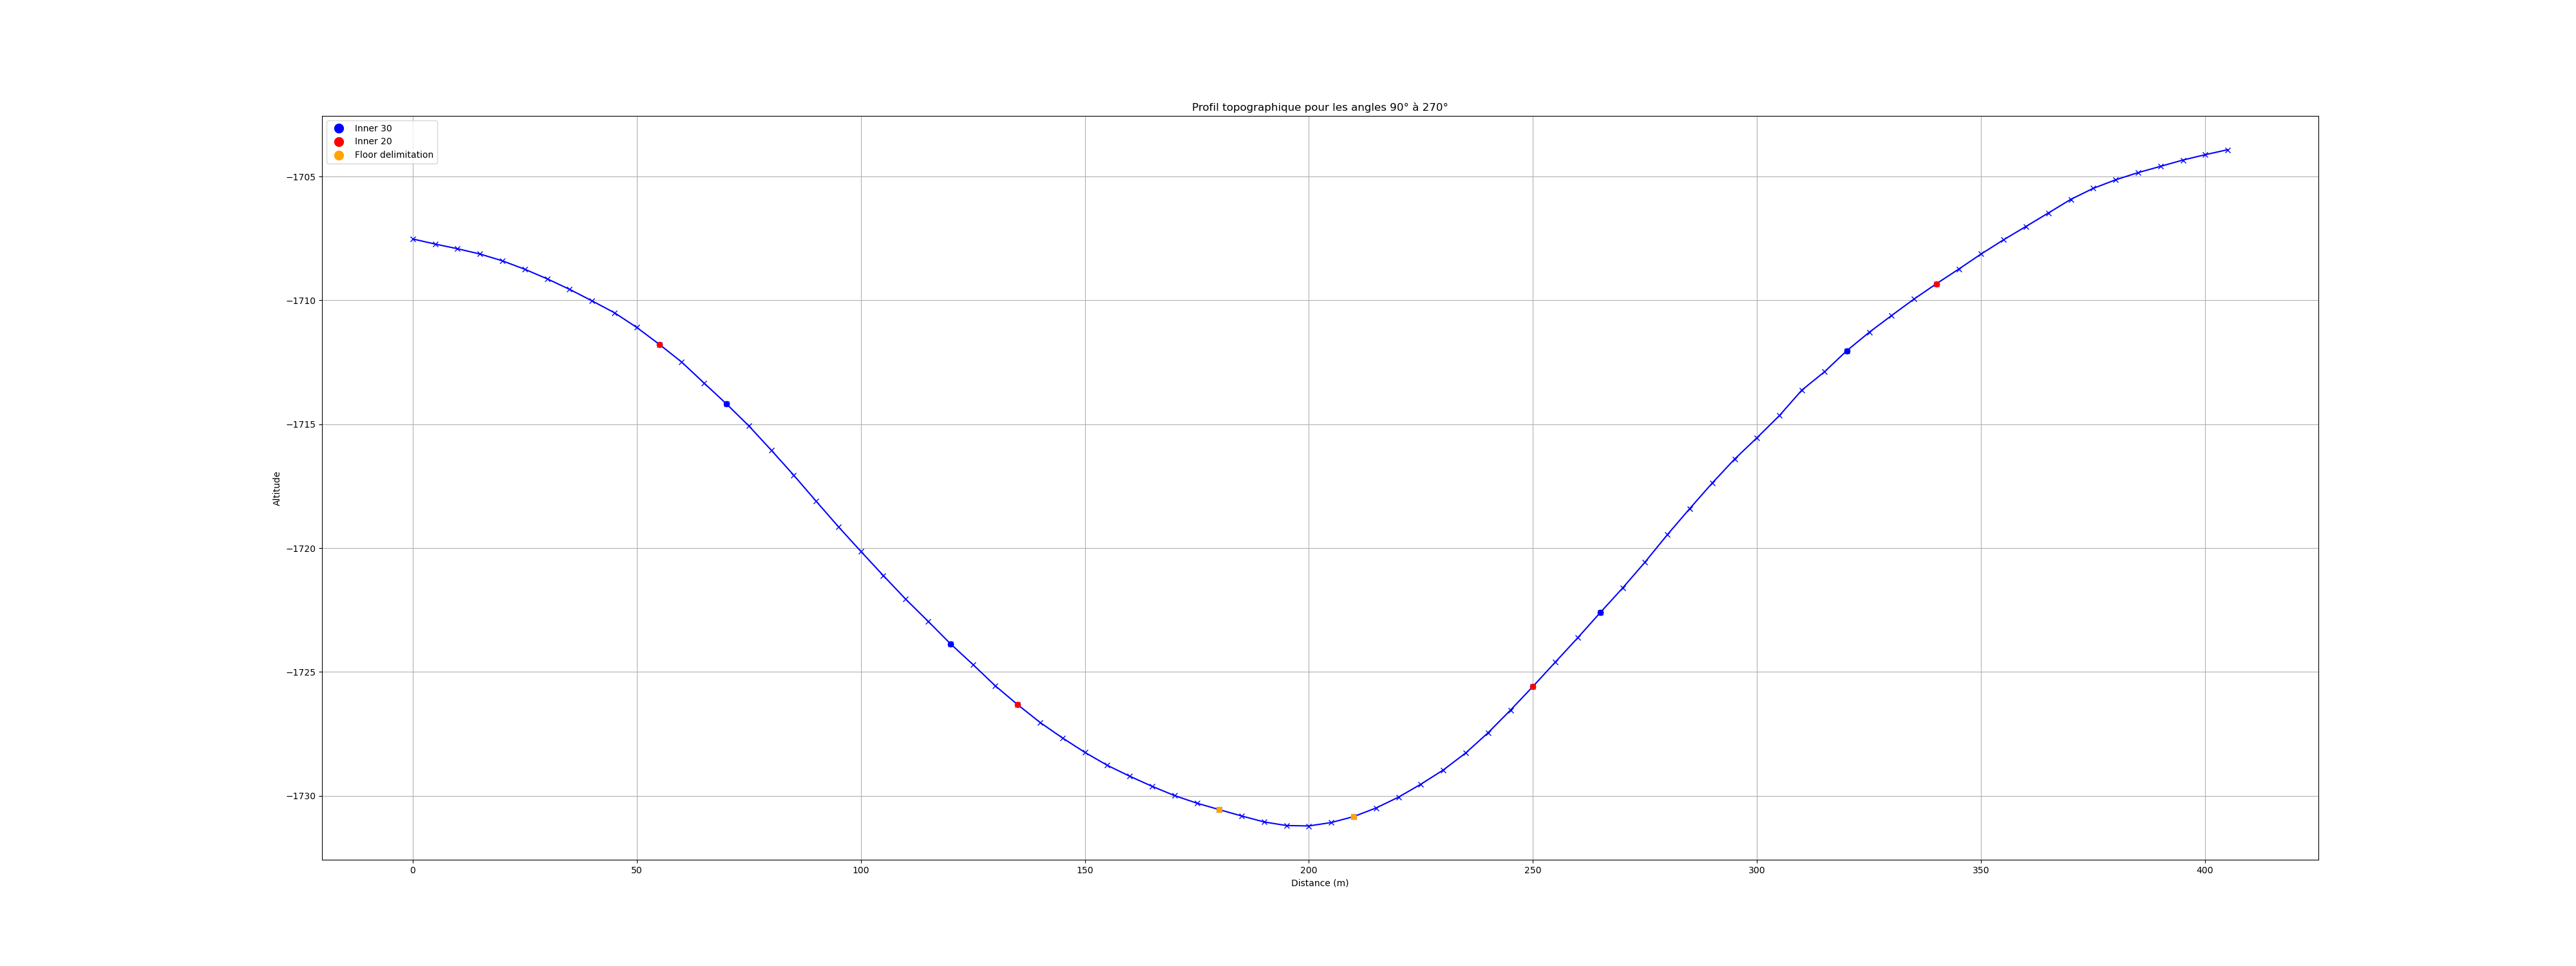 Profil topographique pour les angles 90° à 270°
Inner 30
Inner 20
Floor delimitation
Altitude
−1705
−1710
−1715
−1720
−1725
−1730
0 50 100 150 200 250 300 350 400
Distance (m)